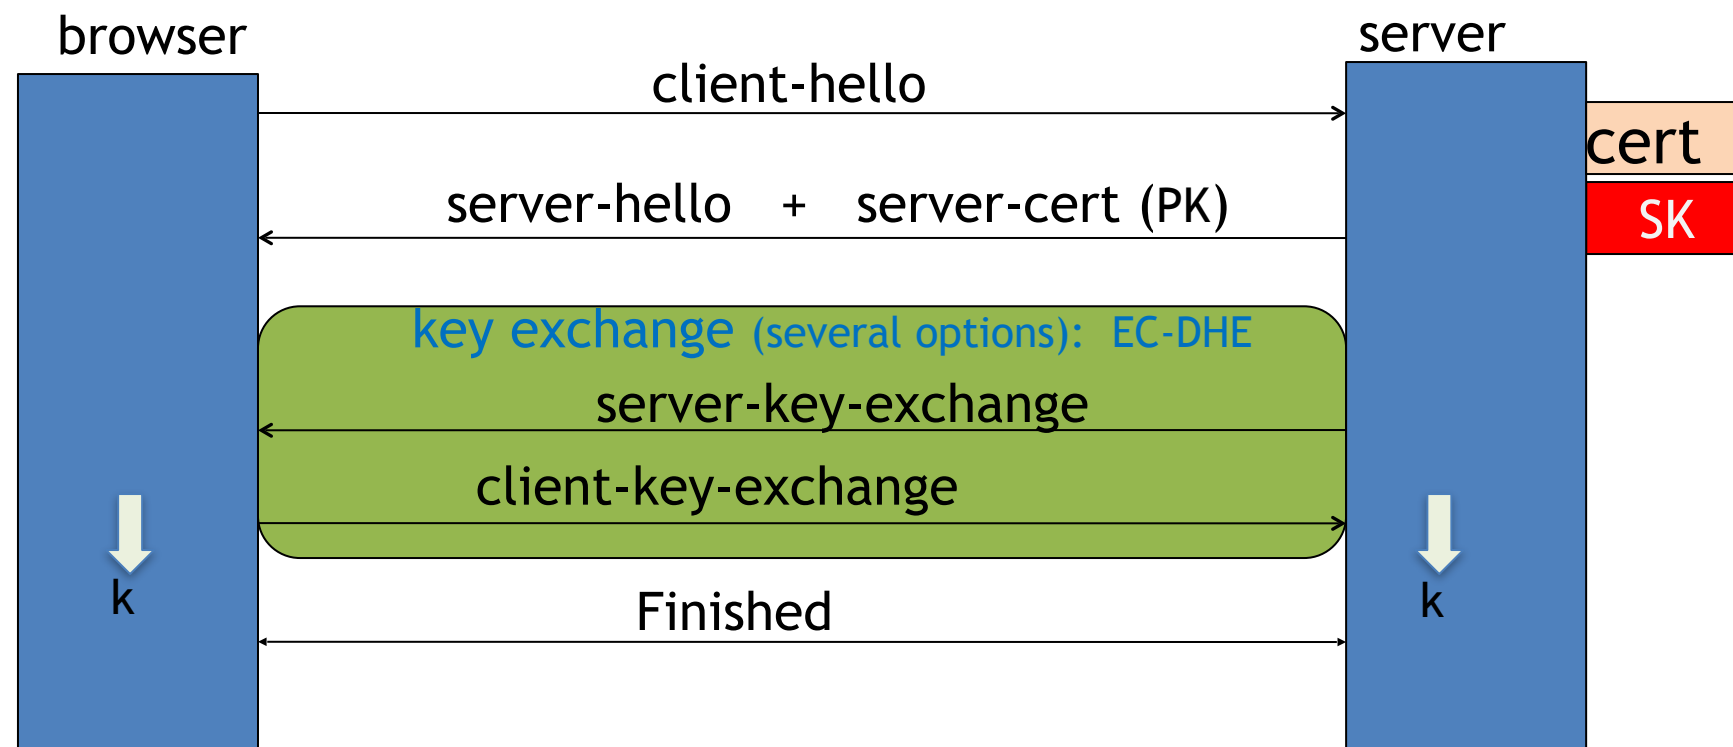 browser
server
client-hello
cert
server-hello + server-cert (PK)
SK
key exchange (several options): EC-DHE
server-key-exchange
client-key-exchange
k
k
Finished